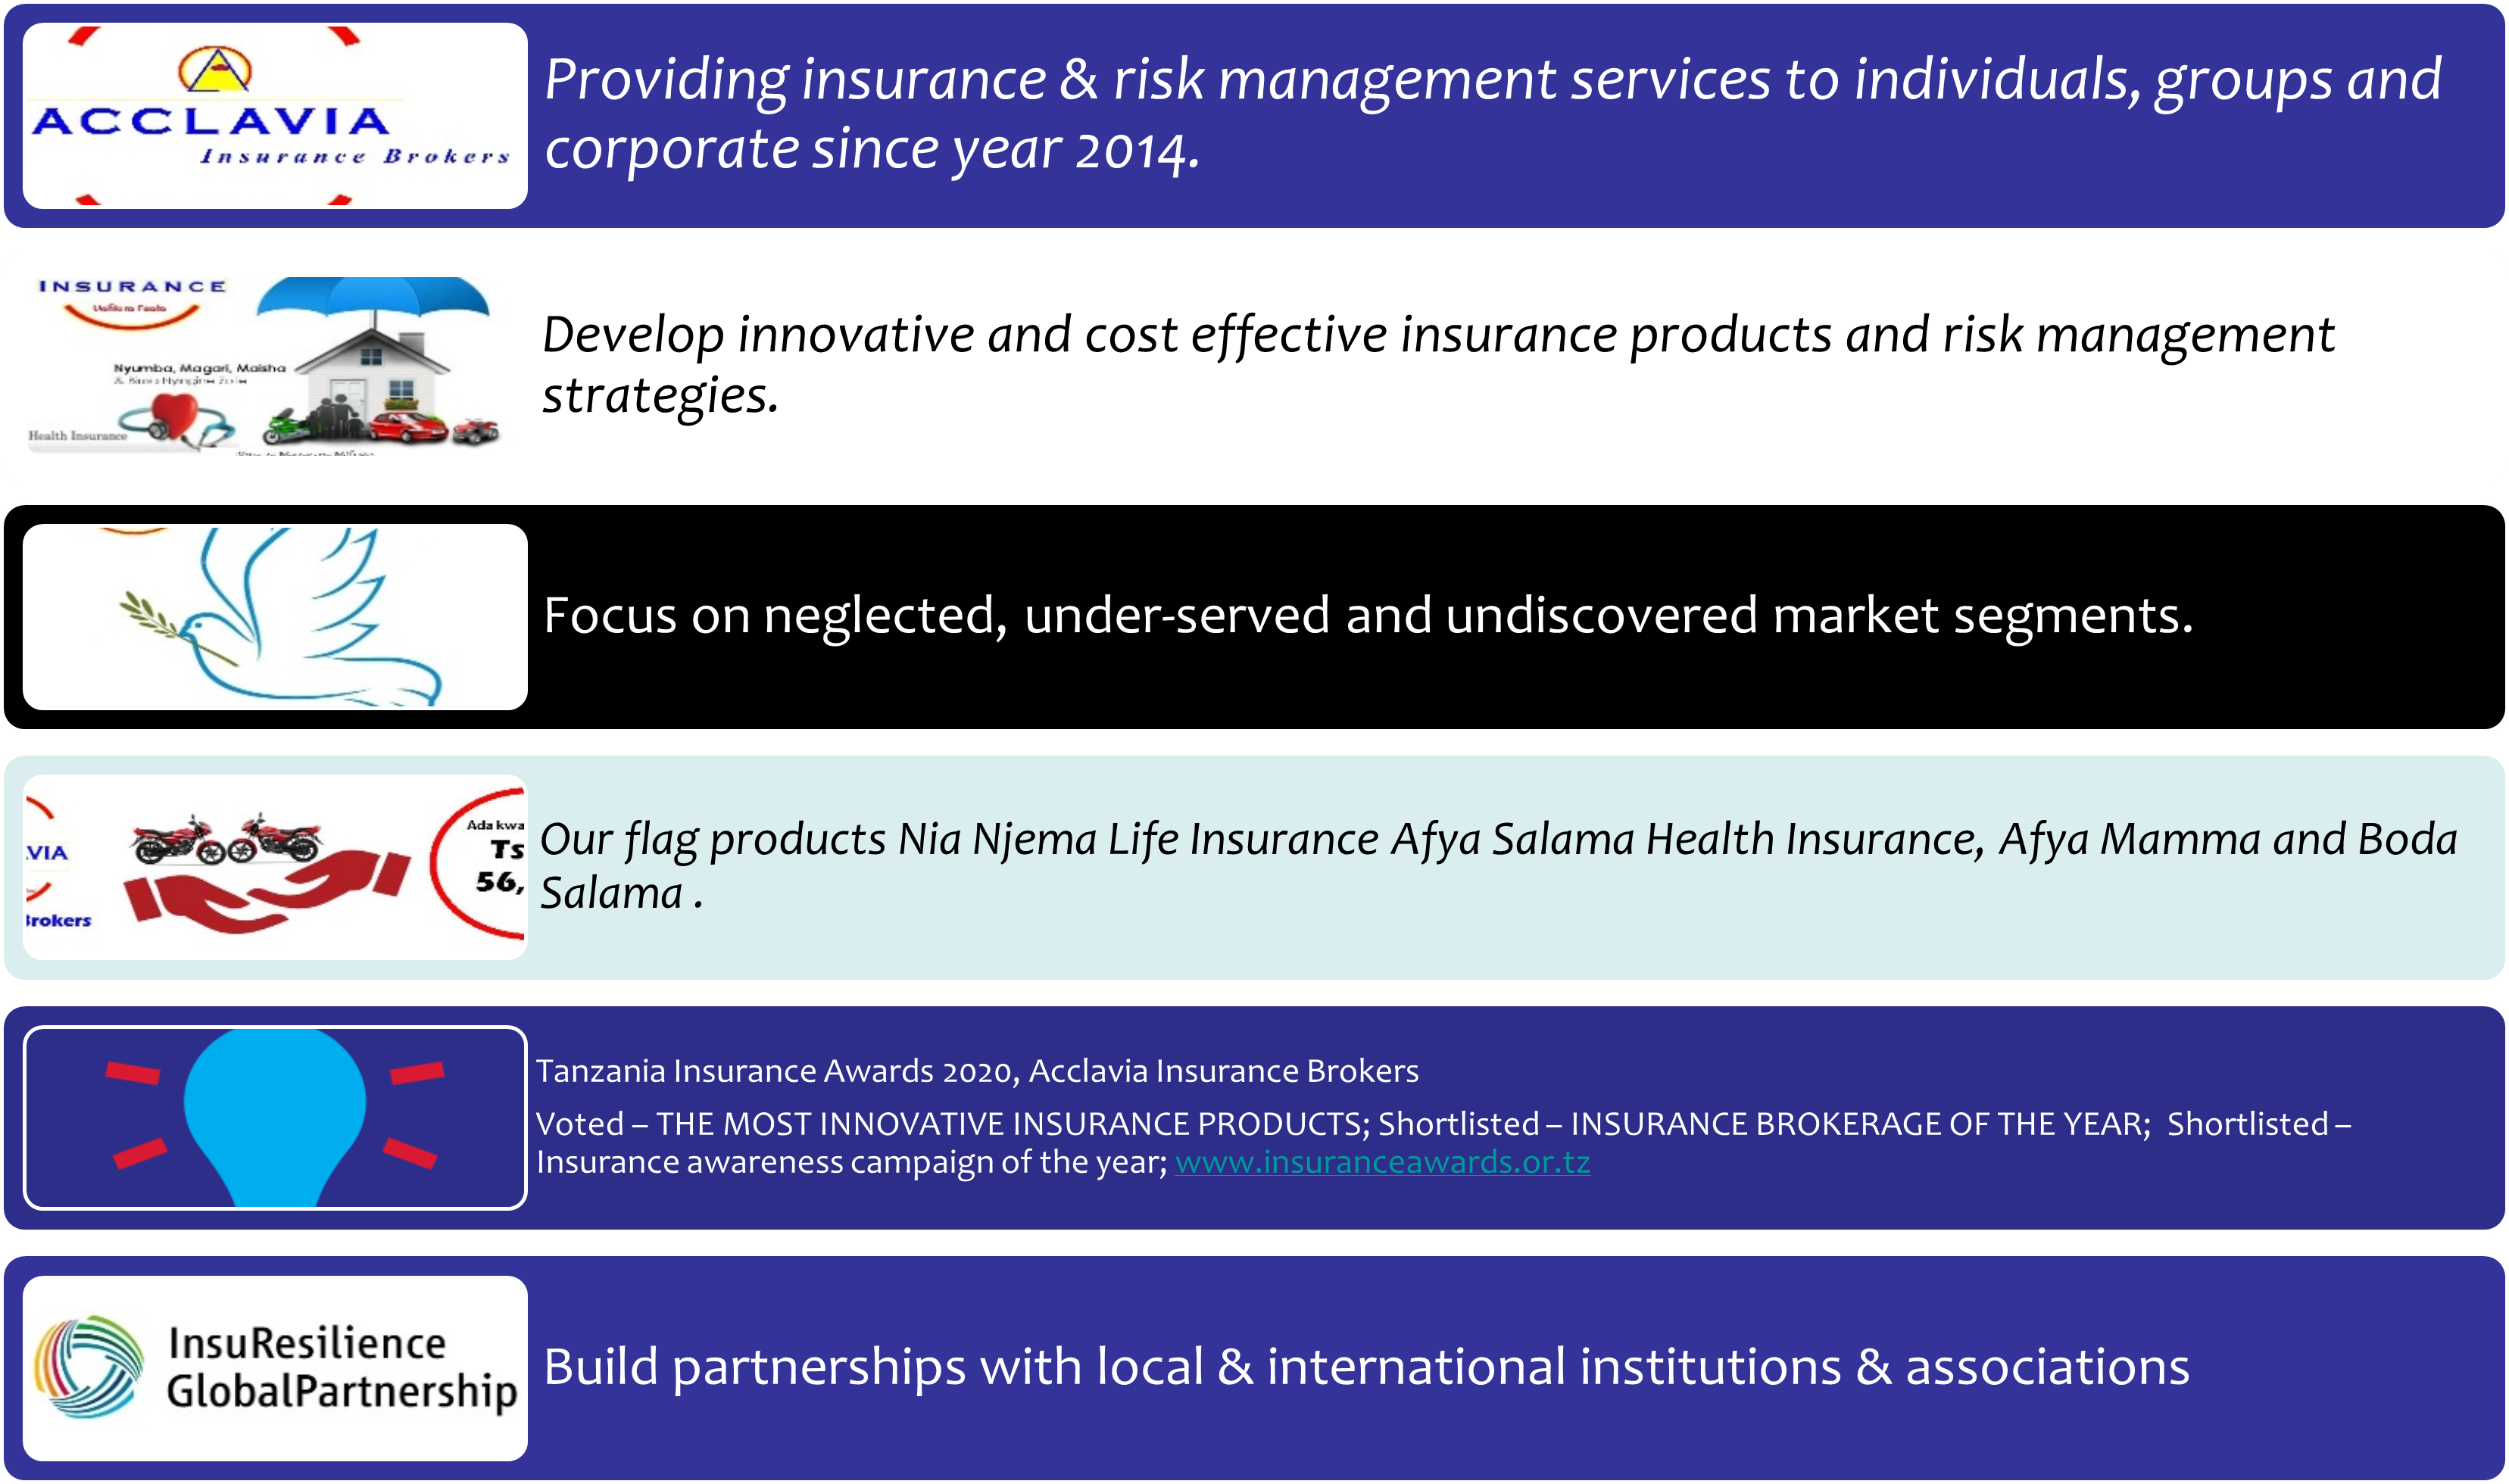 ACCLAVIA
Insurance Brokers
Providing insurance & risk management services to individuals, groups and
corporate since year 2014.
INSURANCE
Nyumba, Magari, Maisha
Health Insurance
Develop innovative and cost effective insurance products and risk management
strategies.
Focus on neglected, under-served and undiscovered market segments.
VIA
Brokers
Ada kwa
Ts
56,
Our flag products Nia Njema Life Insurance Afya Salama Health Insurance, Afya Mamma and Boda
Salama .
Tanzania Insurance Awards 2020, Acclavia Insurance Brokers
Voted – THE MOST INNOVATIVE INSURANCE PRODUCTS; Shortlisted – INSURANCE BROKERAGE OF THE YEAR;  Shortlisted –
Insurance awareness campaign of the year; www.insuranceawards.or.tz
InsuResilience
GlobalPartnership
Build partnerships with local & international institutions & associations